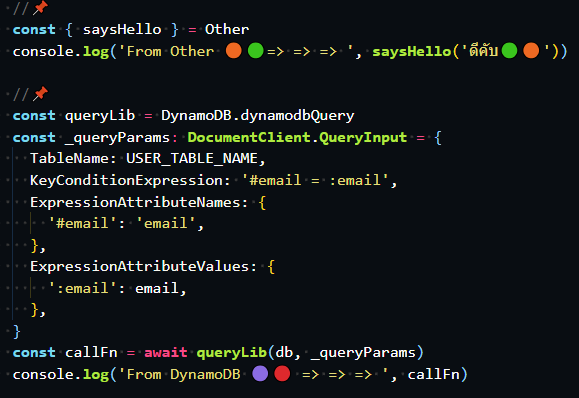 //📌
const { saysHello } = Other
console.log('From Other 🟠🟢=> => => ', saysHello('ดีคับ🟢🟠'))
//📌
const queryLib = DynamoDB.dynamodbQuery
const _queryParams: DocumentClient.QueryInput = {
TableName: USER_TABLE_NAME,
KeyConditionExpression: '#email = :email',
ExpressionAttributeNames: {
'#email': 'email',
},
ExpressionAttributeValues: {
':email': email,
},
}
const callFn = await queryLib(db, _queryParams)
console.log('From DynamoDB 🟣🔴 => => => ', callFn)